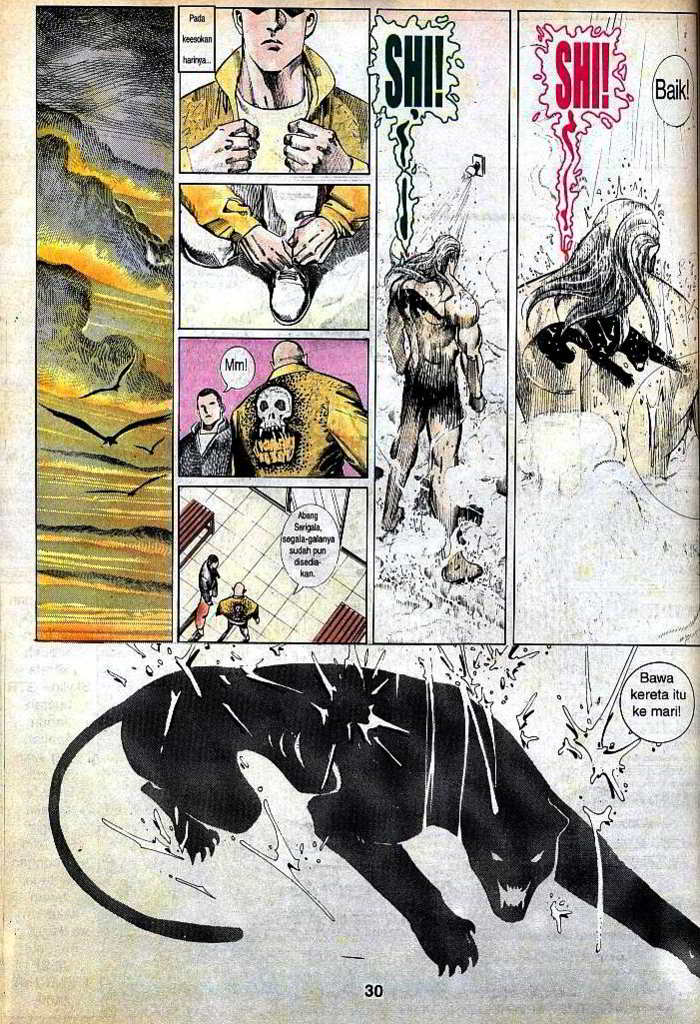 Pada
keesokan
harinya...
Mm!
Abang
Serigala,
segala-galanya
sudah pun
disedia-
kan.
SHI!
SHI!
Baik!
Bawa
kereta itu
ke mari!
30